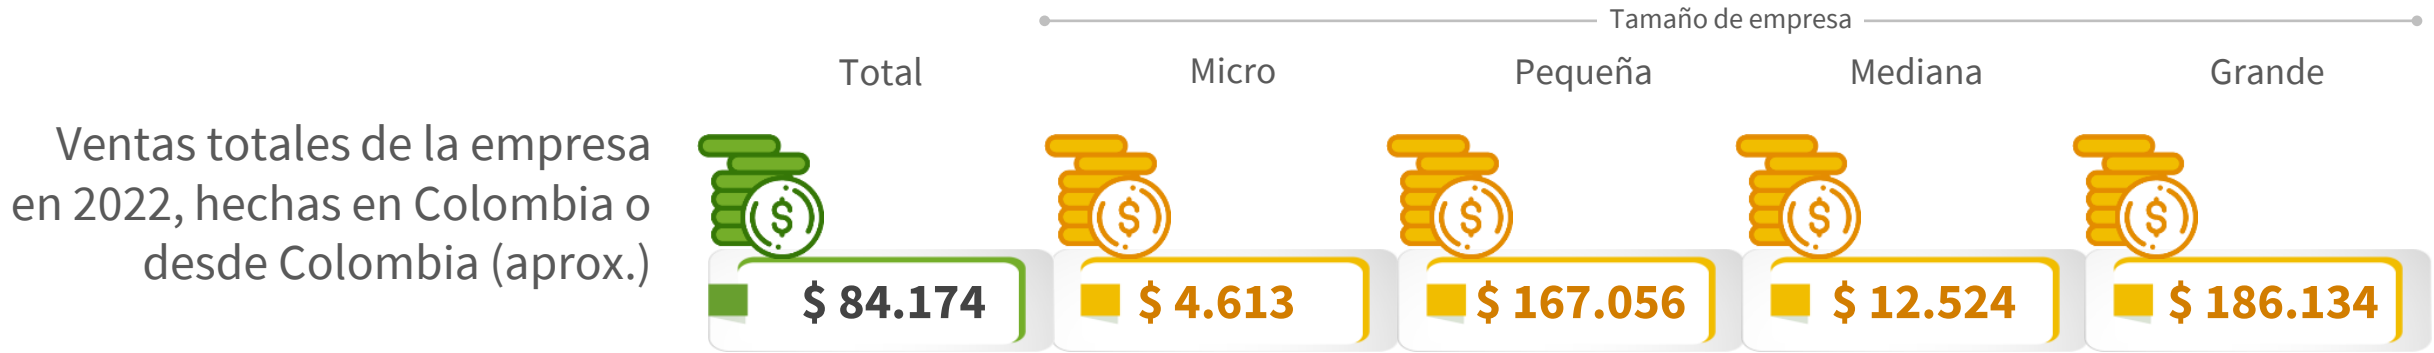 Tamaño de empresa
Total
Micro
Pequeña
Mediana
Grande
Ventas totales de la empresa
en 2022, hechas en Colombia o
desde Colombia (aprox.)
$ 84.174
$ 4.613
$ 167.056
$ 12.524
$ 186.134